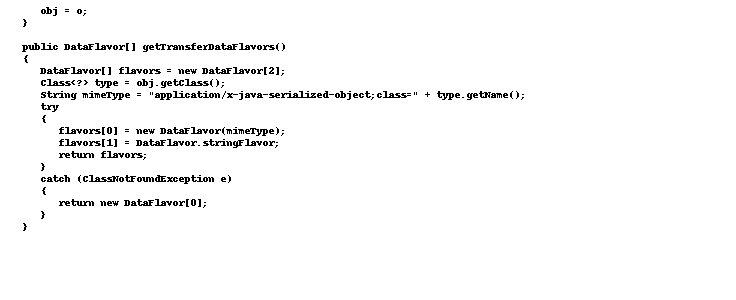 obj = o;
}
public DataFlavor[] getTransferDataFlavors()
{
DataFlavor[] flavors = new DataFlavor[2];
Class<?> type = obj.getClass();
String mimeType = "application/x-java-serialized-object;class=" + type.getName();
try
{
flavors[0] = new DataFlavor(mimeType);
flavors[1] = DataFlavor.stringFlavor;
return flavors;
}
catch (ClassNotFoundException e)
{
return new DataFlavor[0];
}
}